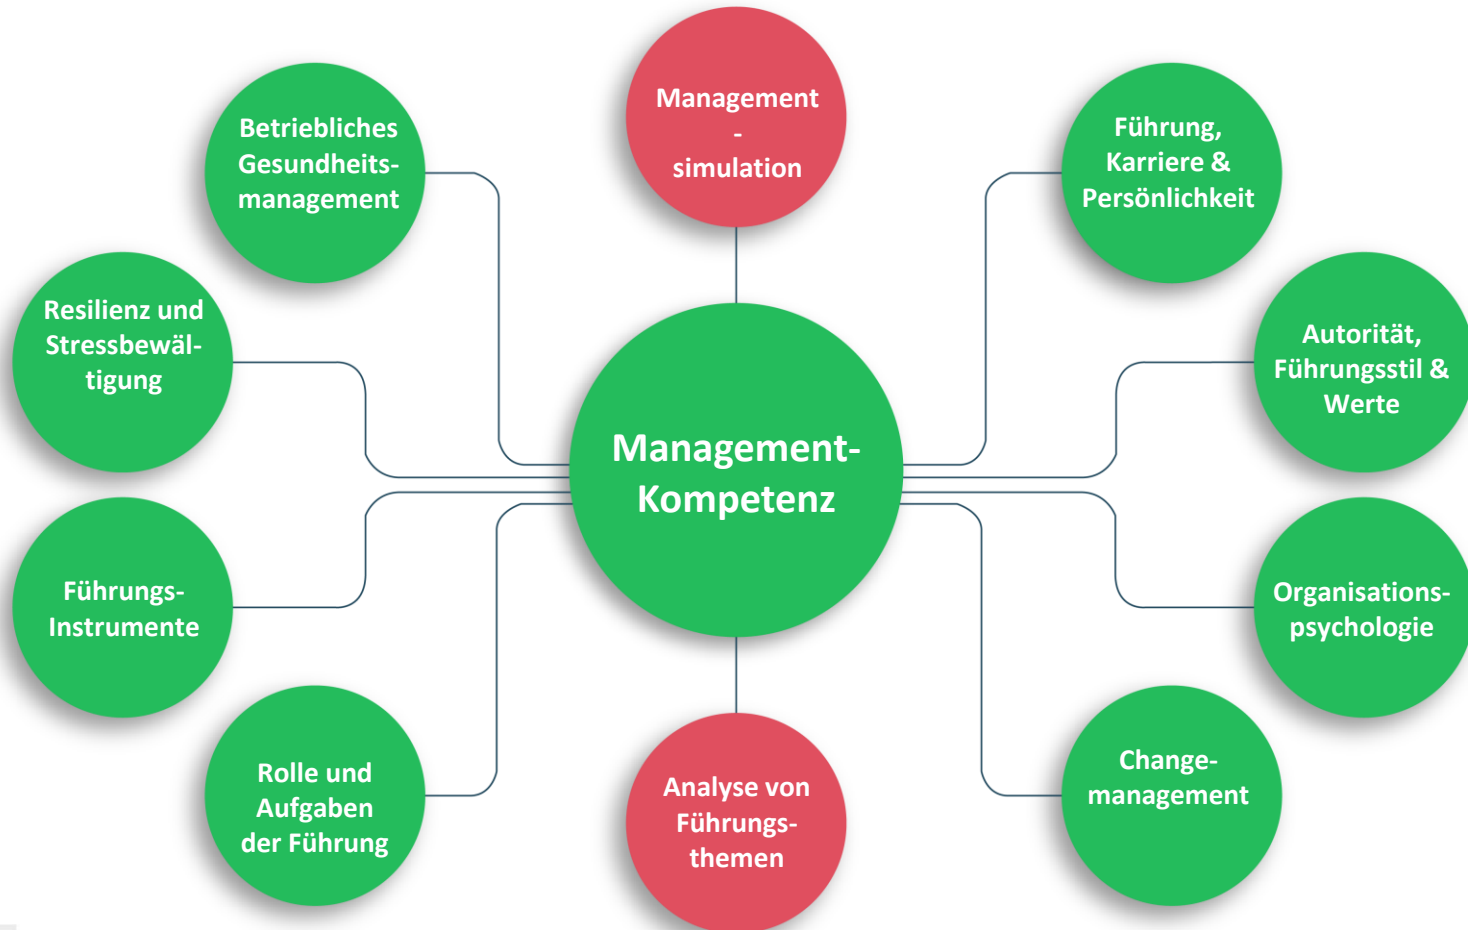 Management
-
simulation
Betriebliches
Gesundheits-
management
Führung,
Karriere &
Persönlichkeit
Resilienz und
Stressbewäl-
tigung
Autorität,
Führungsstil &
Werte
Management-
Kompetenz
Führungs-
Instrumente
Organisations-
psychologie
Rolle und
Aufgaben
der Führung
Analyse von
Führungs-
themen
Change-
management